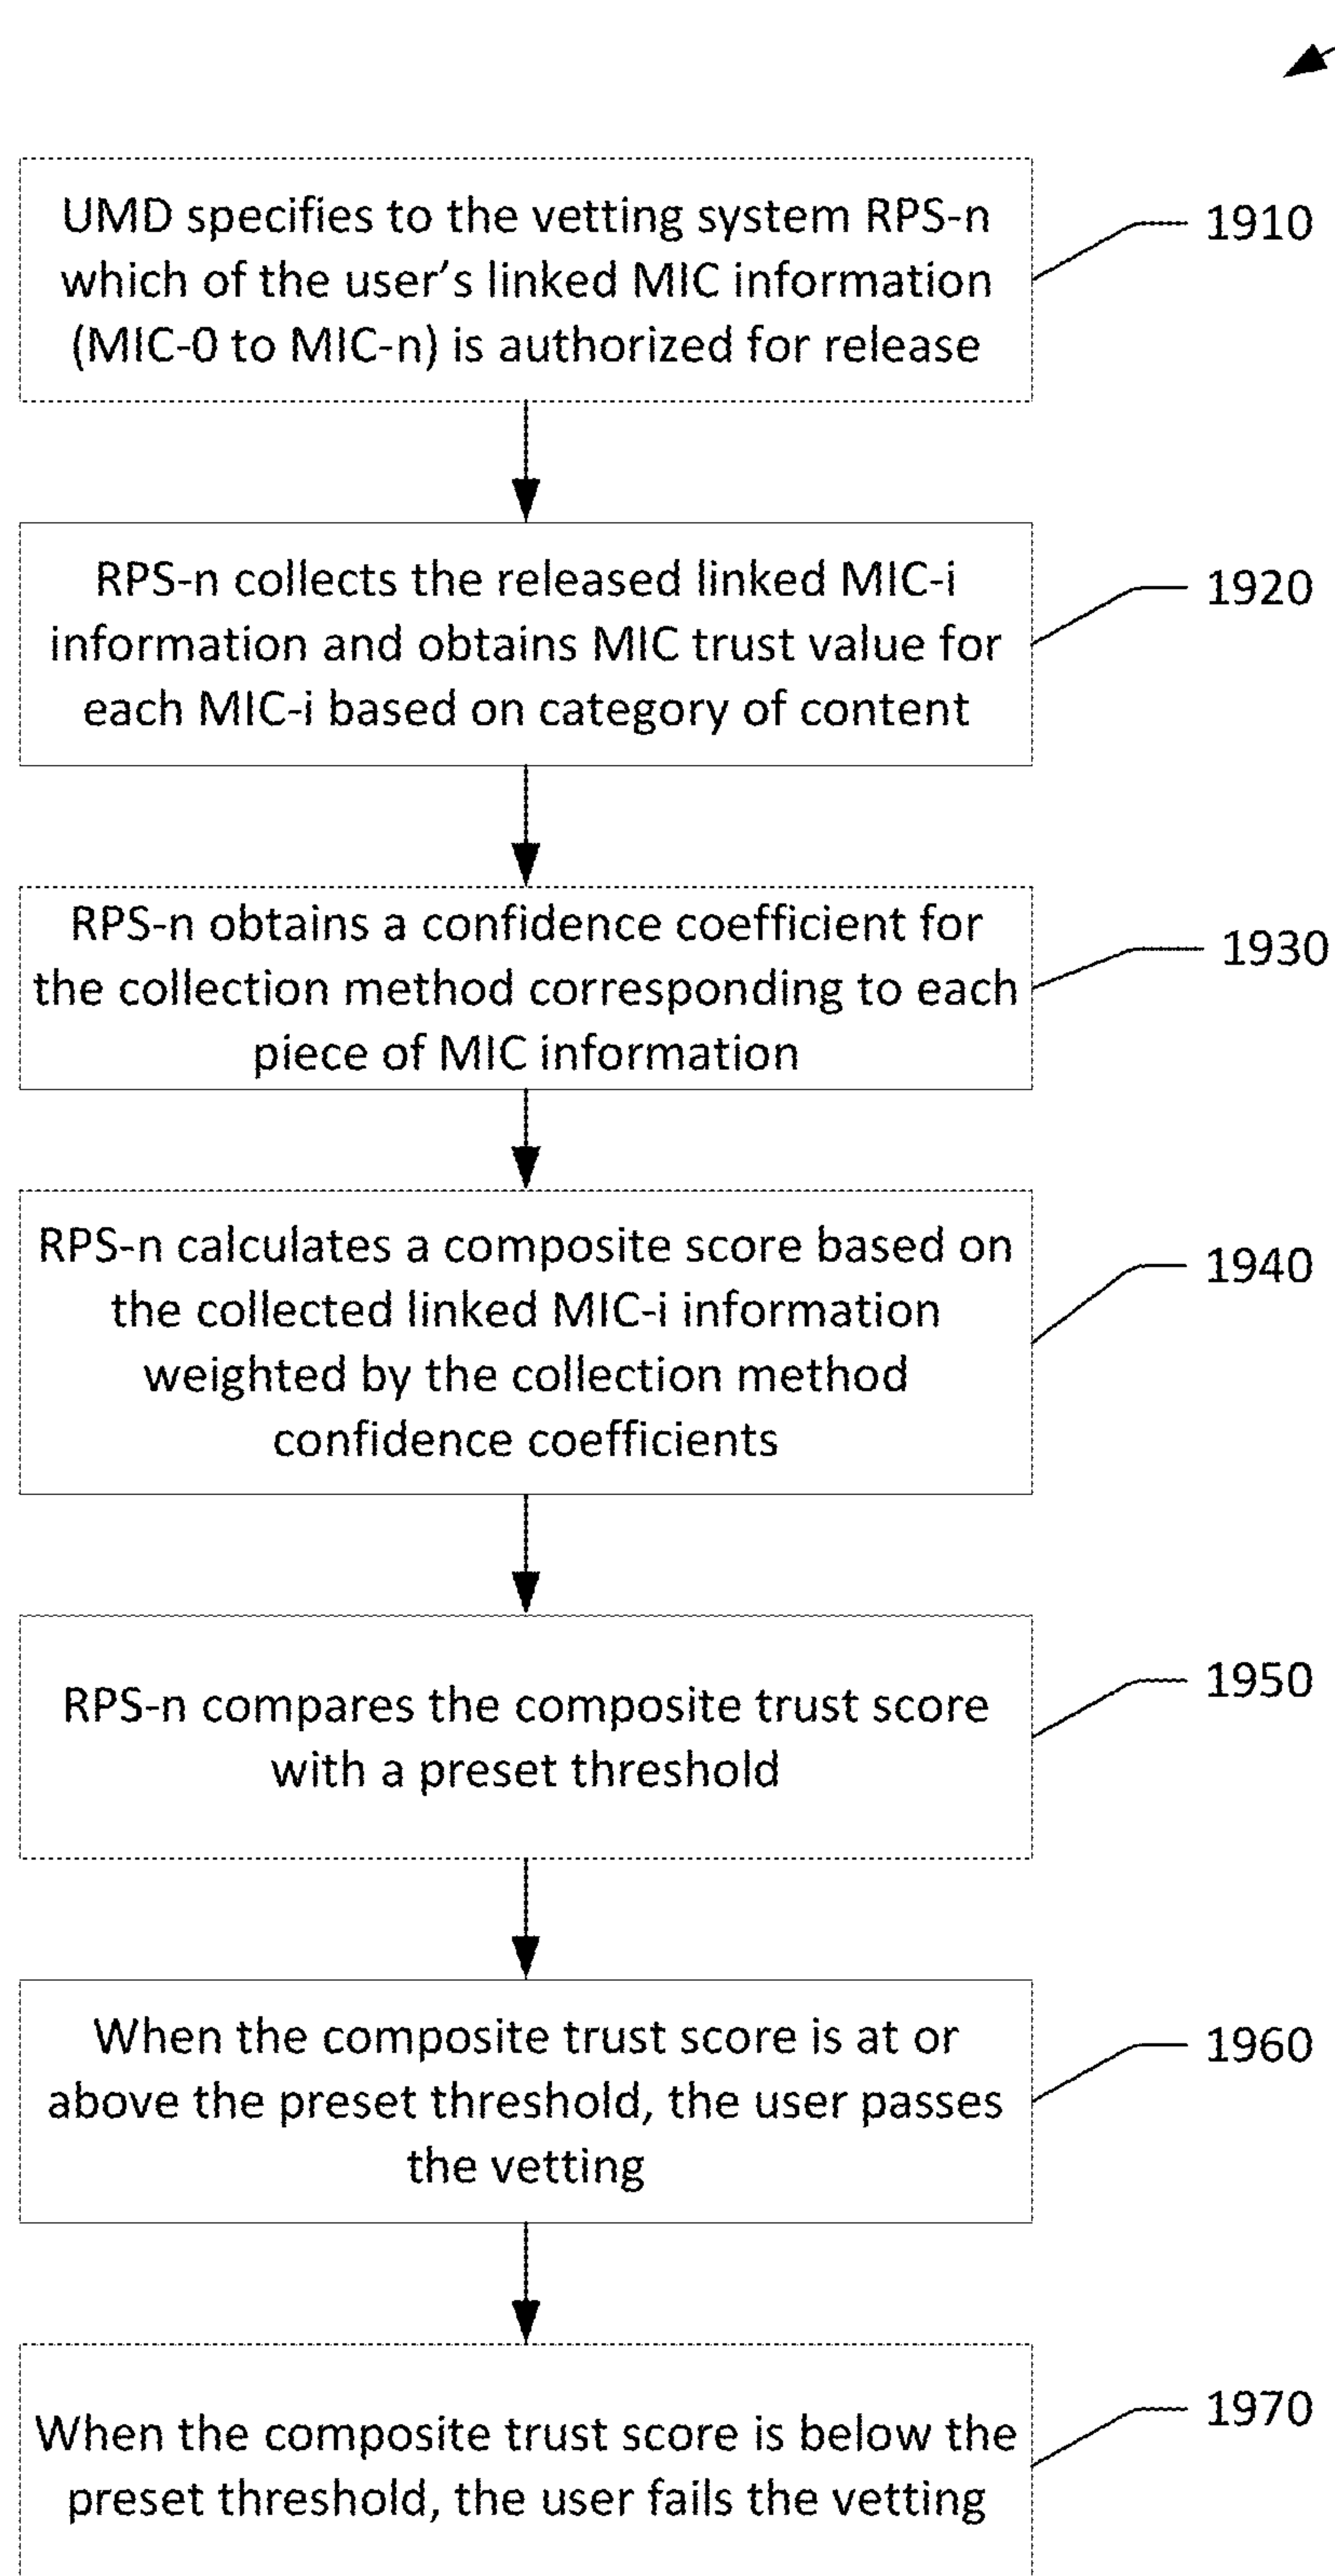 UMD specifies to the vetting system RPS-n
which of the user's linked MIC information
(MIC-0 to MIC-n) is authorized for release
1910
RPS-n collects the released linked MIC-i
information and obtains MIC trust value for
each MIC-i based on category of content
1920
RPS-n obtains a confidence coefficient for
the collection method corresponding to each
piece of MIC information
1930
RPS-n calculates a composite score based on
the collected linked MIC-i information
weighted by the collection method
confidence coefficients
1940
RPS-n compares the composite trust score
with a preset threshold
1950
When the composite trust score is at or
above the preset threshold, the user passes
the vetting
1960
When the composite trust score is below the
preset threshold, the user fails the vetting
1970